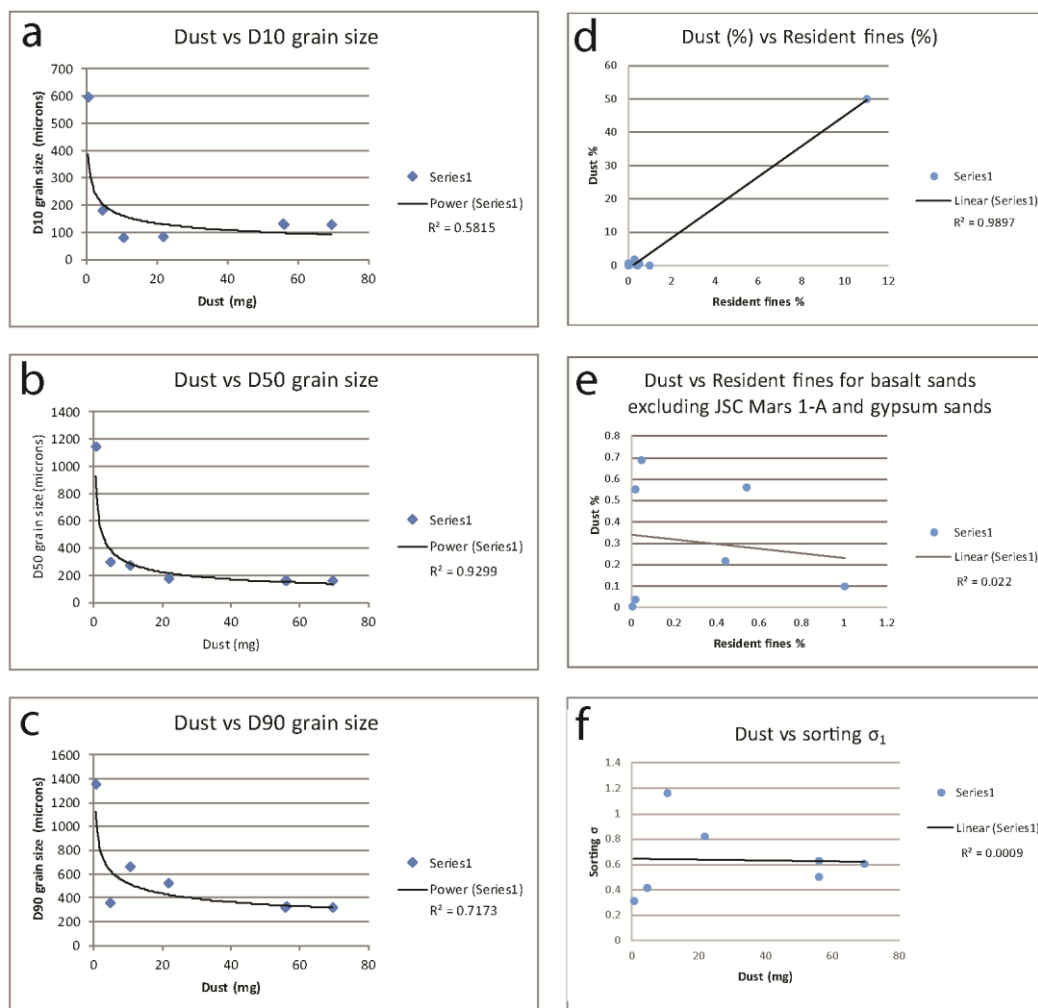 a
Dust vs D10 grain size
D10 grain size (microns)
700
600
500
400
300
200
100
0
0 20 40 60 80
Dust (mg)
Series1
Power (Series1)
R² = 0.5815
b
Dust vs D50 grain size
D50 grain size(microns)
1400
1200
1000
800
600
400
200
0
0 20 40 60 80
Dust (mg)
Series1
Power (Series1)
R² = 0.9299
c
Dust vs D90 grain size
D90 grain size (microns)
1600
1400
1200
1000
800
600
400
200
0
0 20 40 60 80
Dust (mg)
Series1
Power (Series1)
R² = 0.7173
d
Dust (%) vs Resident fines (%)
Dust %
60
50
40
30
20
10
0
0 2 4 6 8 10 12
Resident fines %
Series1
Linear (Series1)
R² = 0.9897
e
Dust vs Resident fines for basalt sands
excluding JSC Mars 1-A and gypsum sands
Dust %
0.8
0.7
0.6
0.5
0.4
0.3
0.2
0.1
0
0 0.2 0.4 0.6 0.8 1 1.2
Resident fines %
Series1
Linear (Series1)
R² = 0.022
f
Dust vs sorting σ₁
Sorting σ
1.4
1.2
1
0.8
0.6
0.4
0.2
0
0 20 40 60 80
Dust (mg)
Series1
Linear (Series1)
R² = 0.0009